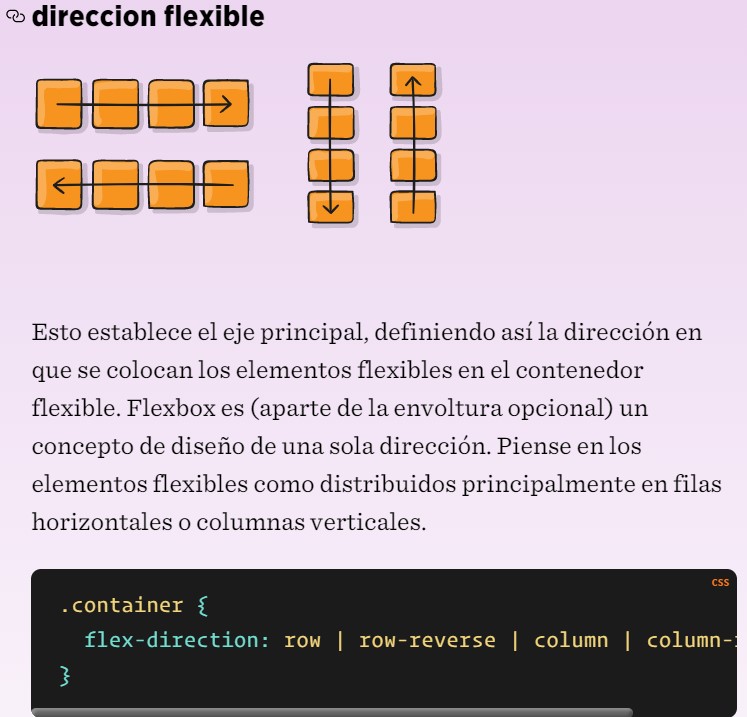 direccion flexible
Esto establece el eje principal, definiendo así la dirección en
que se colocan los elementos flexibles en el contenedor
flexible. Flexbox es (aparte de la envoltura opcional) un
concepto de diseño de una sola dirección. Piense en los
elementos flexibles como distribuidos principalmente en filas
horizontales o columnas verticales.
css
.container {
flex-direction: row | row-reverse | column | column-
}